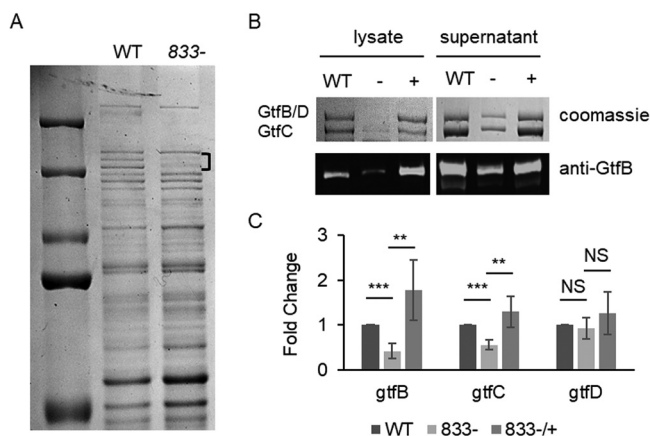 A
WT 833-
B
lysate supernatant
WT - + WT - +
GtfB/D
GtfC
coomassie
anti-GtfB
C
Fold Change
3
2
1
0
*** ** *** ** NS NS
gtfB gtfC gtfD
WT 833- 833-/+